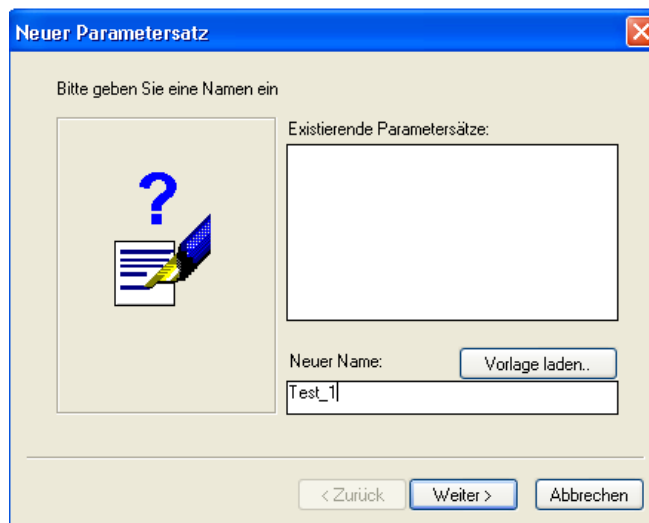 Neuer Parametersatz
Bitte geben Sie eine Namen ein
Existierende Parametersätze:
Neuer Name:
Vorlage laden..
Test_1
< Zurück
Weiter >
Abbrechen